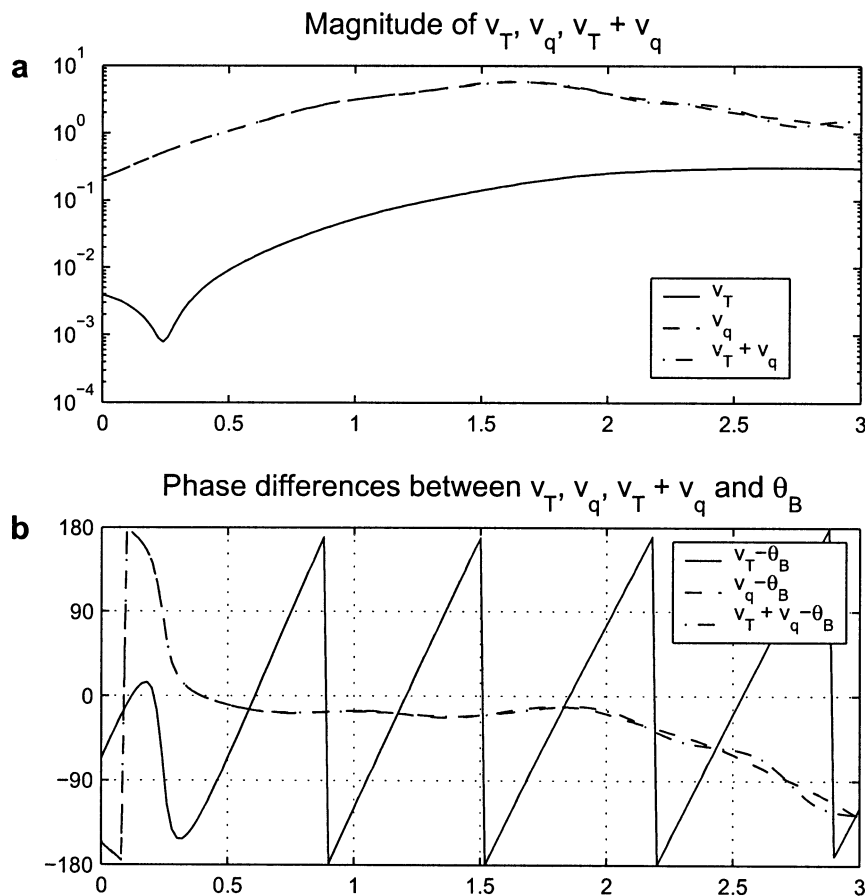 Magnitude of v_T, v_q, v_T + v_q
a
10^1
10^0
10^−1
10^−2
10^−3
10^−4
0 0.5 1 1.5 2 2.5 3
v_T
v_q
v_T + v_q
Phase differences between v_T, v_q, v_T + v_q and θ_B
b
180
90
0
−90
−180
0 0.5 1 1.5 2 2.5 3
v_T−θ_B
v_q−θ_B
v_T + v_q−θ_B